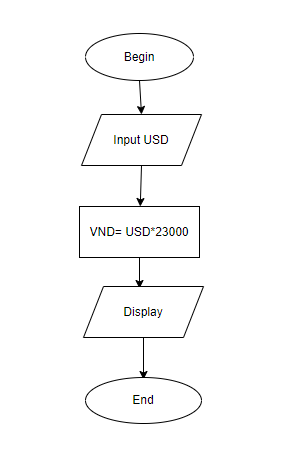 Begin
Input USD
VND= USD*23000
Display
End